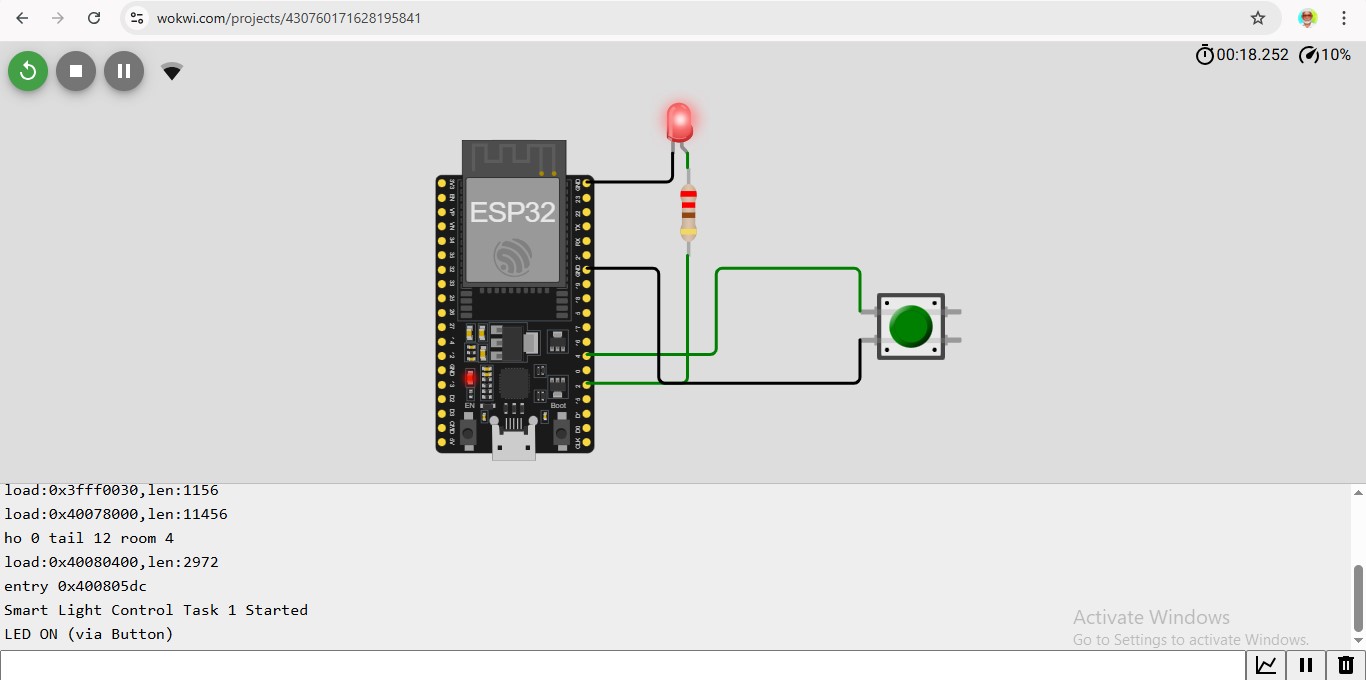 wokwi.com/projects/430760171628195841
00:18.252 10%
ESP32
EN Boot
load:0x3fff0030,len:1156
load:0x40078000,len:11456
ho 0 tail 12 room 4
load:0x40080400,len:2972
entry 0x400805dc
Smart Light Control Task 1 Started
LED ON (via Button)
Activate Windows
Go to Settings to activate Windows.